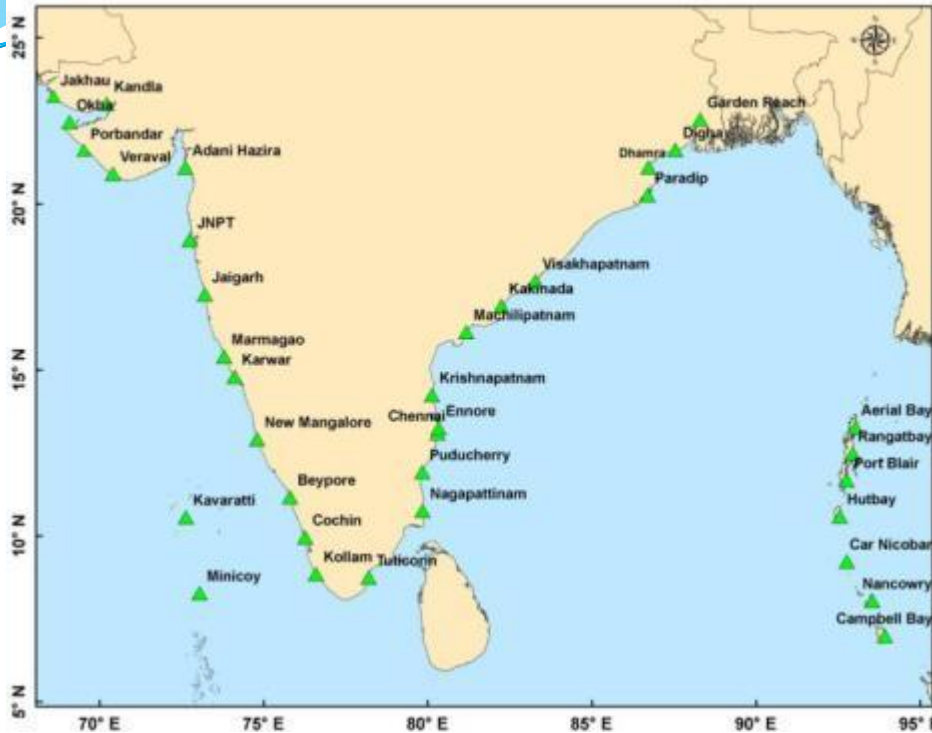 25° N
Jakhau
Kandla
Okha
Porbandar
Veraval
Adani Hazira
Garden Reach
Digha
Dhamra
Paradip
20° N
JNPT
Jaigarh
Visakhapatnam
Kakinada
Machilipatnam
Marmagao
Karwar
15° N
Krishnapatnam
Chennai
Ennore
New Mangalore
Puducherry
Beypore
Nagapattinam
Kavaratti
Cochin
Kollam
Tuticorin
Minicoy
10° N
Aerial Bay
Rangatbay
Port Blair
Hutbay
Car Nicobar
Nancowry
Campbell Bay
5° N
70° E
75° E
80° E
85° E
90° E
95° E